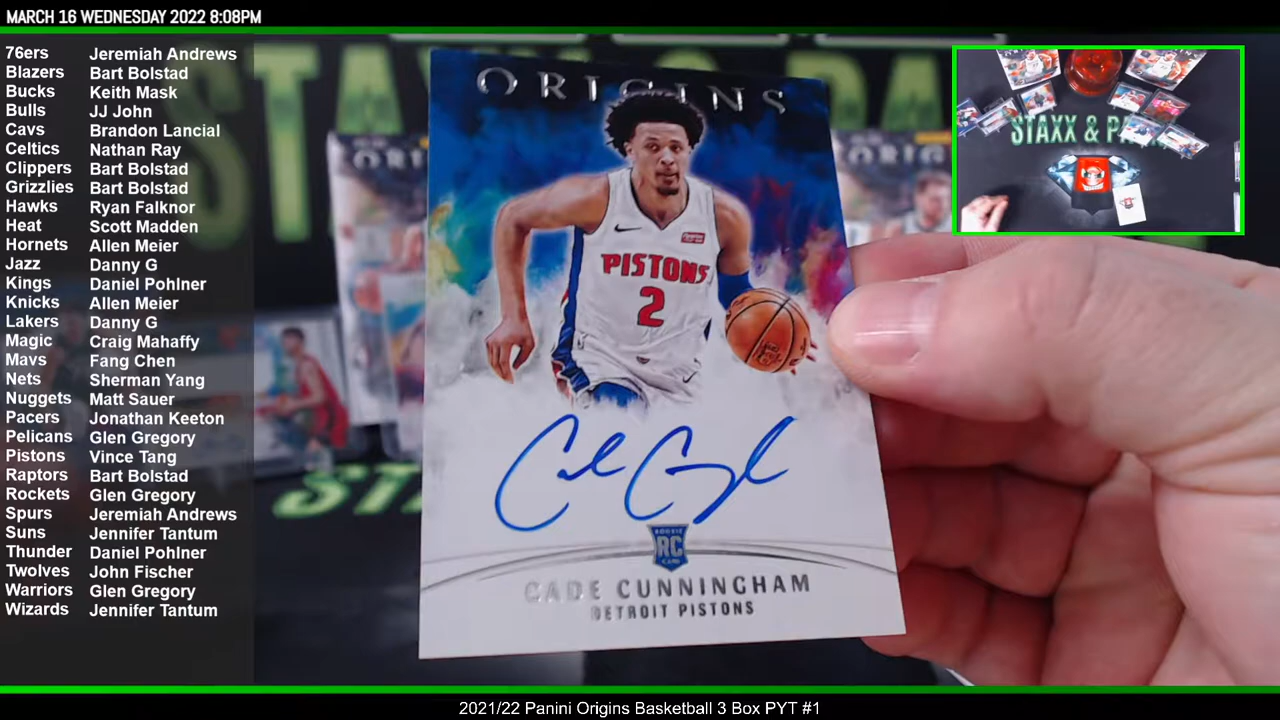 MARCH 16 WEDNESDAY 2022 8:08PM
76ers Jeremiah Andrews
Blazers Bart Bolstad
Bucks Keith Mask
Bulls JJ John
Cavs Brandon Lancial
Celtics Nathan Ray
Clippers Bart Bolstad
Grizzlies Bart Bolstad
Hawks Ryan Falknor
Heat Scott Madden
Hornets Allen Meier
Jazz Danny G
Kings Daniel Pohlner
Knicks Allen Meier
Lakers Danny G
Magic Craig Mahaffy
Mavs Fang Chen
Nets Sherman Yang
Nuggets Matt Sauer
Pacers Jonathan Keeton
Pelicans Glen Gregory
Pistons Vince Tang
Raptors Bart Bolstad
Rockets Glen Gregory
Spurs Jeremiah Andrews
Suns Jennifer Tantum
Thunder Daniel Pohlner
Twolves John Fischer
Warriors Glen Gregory
Wizards Jennifer Tantum
ORIGINS
PISTONS
2
ROOKIE
RC
CARD
CADE CUNNINGHAM
DETROIT PISTONS
STAXX & PA
ORIG
2021/22 Panini Origins Basketball 3 Box PYT #1